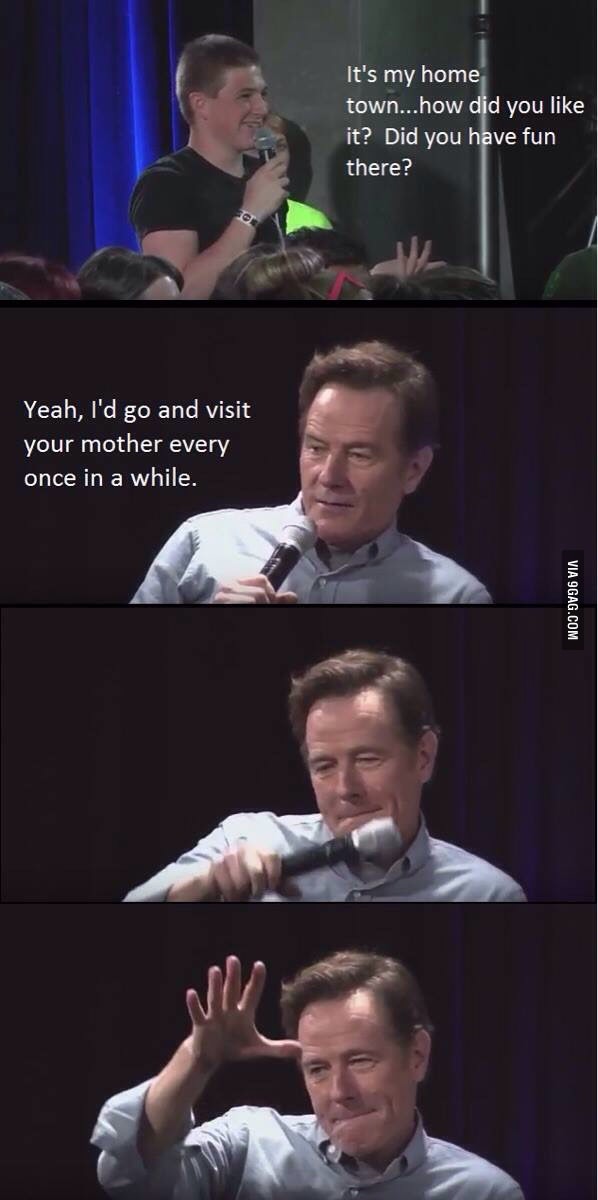 It's my home
town...how did you like
it?  Did you have fun
there?
Yeah, I'd go and visit
your mother every
once in a while.
VIA 9GAG.COM